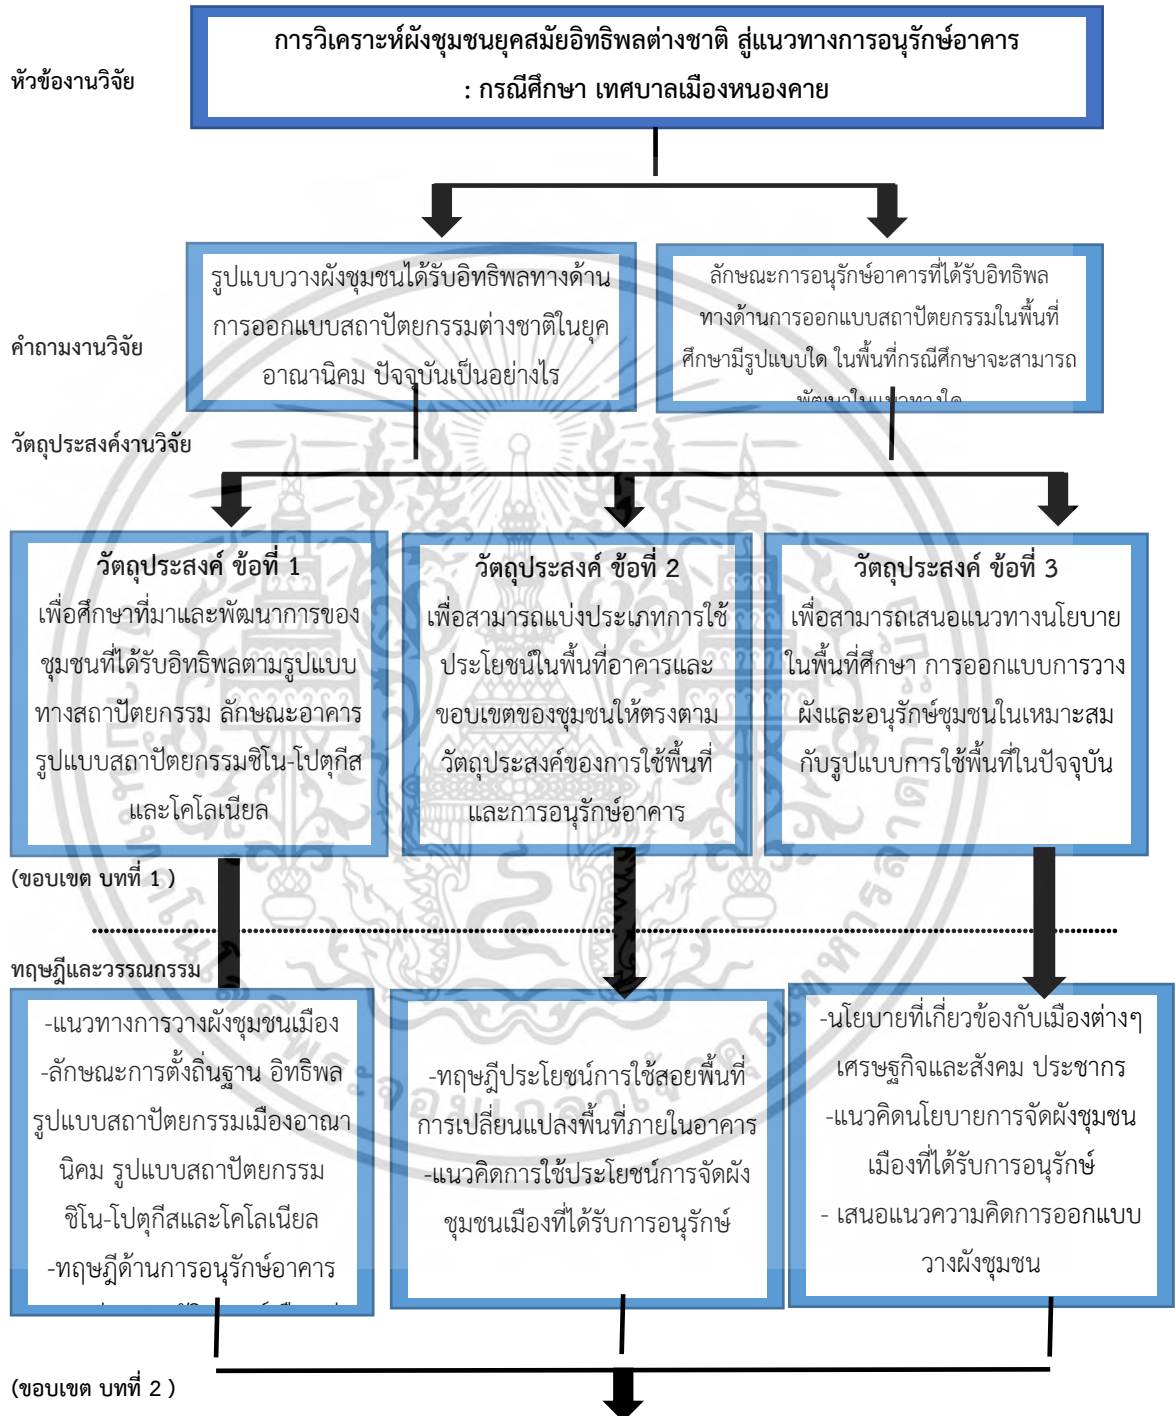 การวิเคราะห์ผังชุมชนยุคสมัยอิทธิพลต่างชาติ สู่แนวทางการอนุรักษ์อาคาร
: กรณีศึกษา เทศบาลเมืองหนองคาย
หัวข้องานวิจัย
คำถามงานวิจัย
รูปแบบวางผังชุมชนได้รับอิทธิพลทางด้าน
การออกแบบสถาปัตยกรรมต่างชาติในยุค
อาณานิคม ปัจจุบันเป็นอย่างไร
ลักษณะการอนุรักษ์อาคารที่ได้รับอิทธิพล
ทางด้านการออกแบบสถาปัตยกรรมในพื้นที่
ศึกษามีรูปแบบใด ในพื้นที่กรณีศึกษาจะสามารถ
พัฒนาในแนวทางใด
วัตถุประสงค์งานวิจัย
วัตถุประสงค์ ข้อที่ 1
เพื่อศึกษาที่มาและพัฒนาการของ
ชุมชนที่ได้รับอิทธิพลตามรูปแบบ
ทางสถาปัตยกรรม ลักษณะอาคาร
รูปแบบสถาปัตยกรรมชิโน-โปตุกีส
และโคโลเนียล
วัตถุประสงค์ ข้อที่ 2
เพื่อสามารถแบ่งประเภทการใช้
ประโยชน์ในพื้นที่อาคารและ
ขอบเขตของชุมชนให้ตรงตาม
วัตถุประสงค์ของการใช้พื้นที่
และการอนุรักษ์อาคาร
วัตถุประสงค์ ข้อที่ 3
เพื่อสามารถเสนอแนวทางนโยบาย
ในพื้นที่ศึกษา การออกแบบการวาง
ผังและอนุรักษ์ชุมชนในเหมาะสม
กับรูปแบบการใช้พื้นที่ในปัจจุบัน
(ขอบเขต บทที่ 1 )
ทฤษฎีและวรรณกรรม
-แนวทางการวางผังชุมชนเมือง
-ลักษณะการตั้งถิ่นฐาน อิทธิพล
รูปแบบสถาปัตยกรรมเมืองอาณา
นิคม รูปแบบสถาปัตยกรรม
ชิโน-โปตุกีสและโคโลเนียล
-ทฤษฎีด้านการอนุรักษ์อาคาร
-ทฤษฎีประโยชน์การใช้สอยพื้นที่
การเปลี่ยนแปลงพื้นที่ภายในอาคาร
-แนวคิดการใช้ประโยชน์การจัดผัง
ชุมชนเมืองที่ได้รับการอนุรักษ์
-นโยบายที่เกี่ยวข้องกับเมืองต่างๆ
เศรษฐกิจและสังคม ประชากร
-แนวคิดนโยบายการจัดผังชุมชน
เมืองที่ได้รับการอนุรักษ์
- เสนอแนวความคิดการออกแบบ
วางผังชุมชน
(ขอบเขต บทที่ 2 )